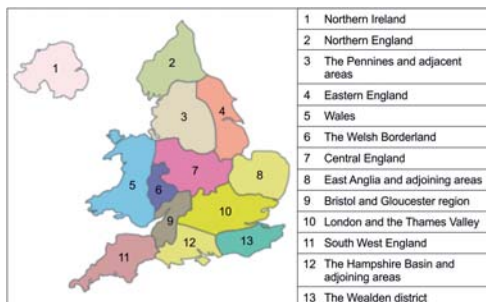 1
2
3
4
5
6
7
8
9
10
11
12
13
1 Northern Ireland
2 Northern England
3 The Pennines and adjacent
areas
4 Eastern England
5 Wales
6 The Welsh Borderland
7 Central England
8 East Anglia and adjoining areas
9 Bristol and Gloucester region
10 London and the Thames Valley
11 South West England
12 The Hampshire Basin and
adjoining areas
13 The Wealden district